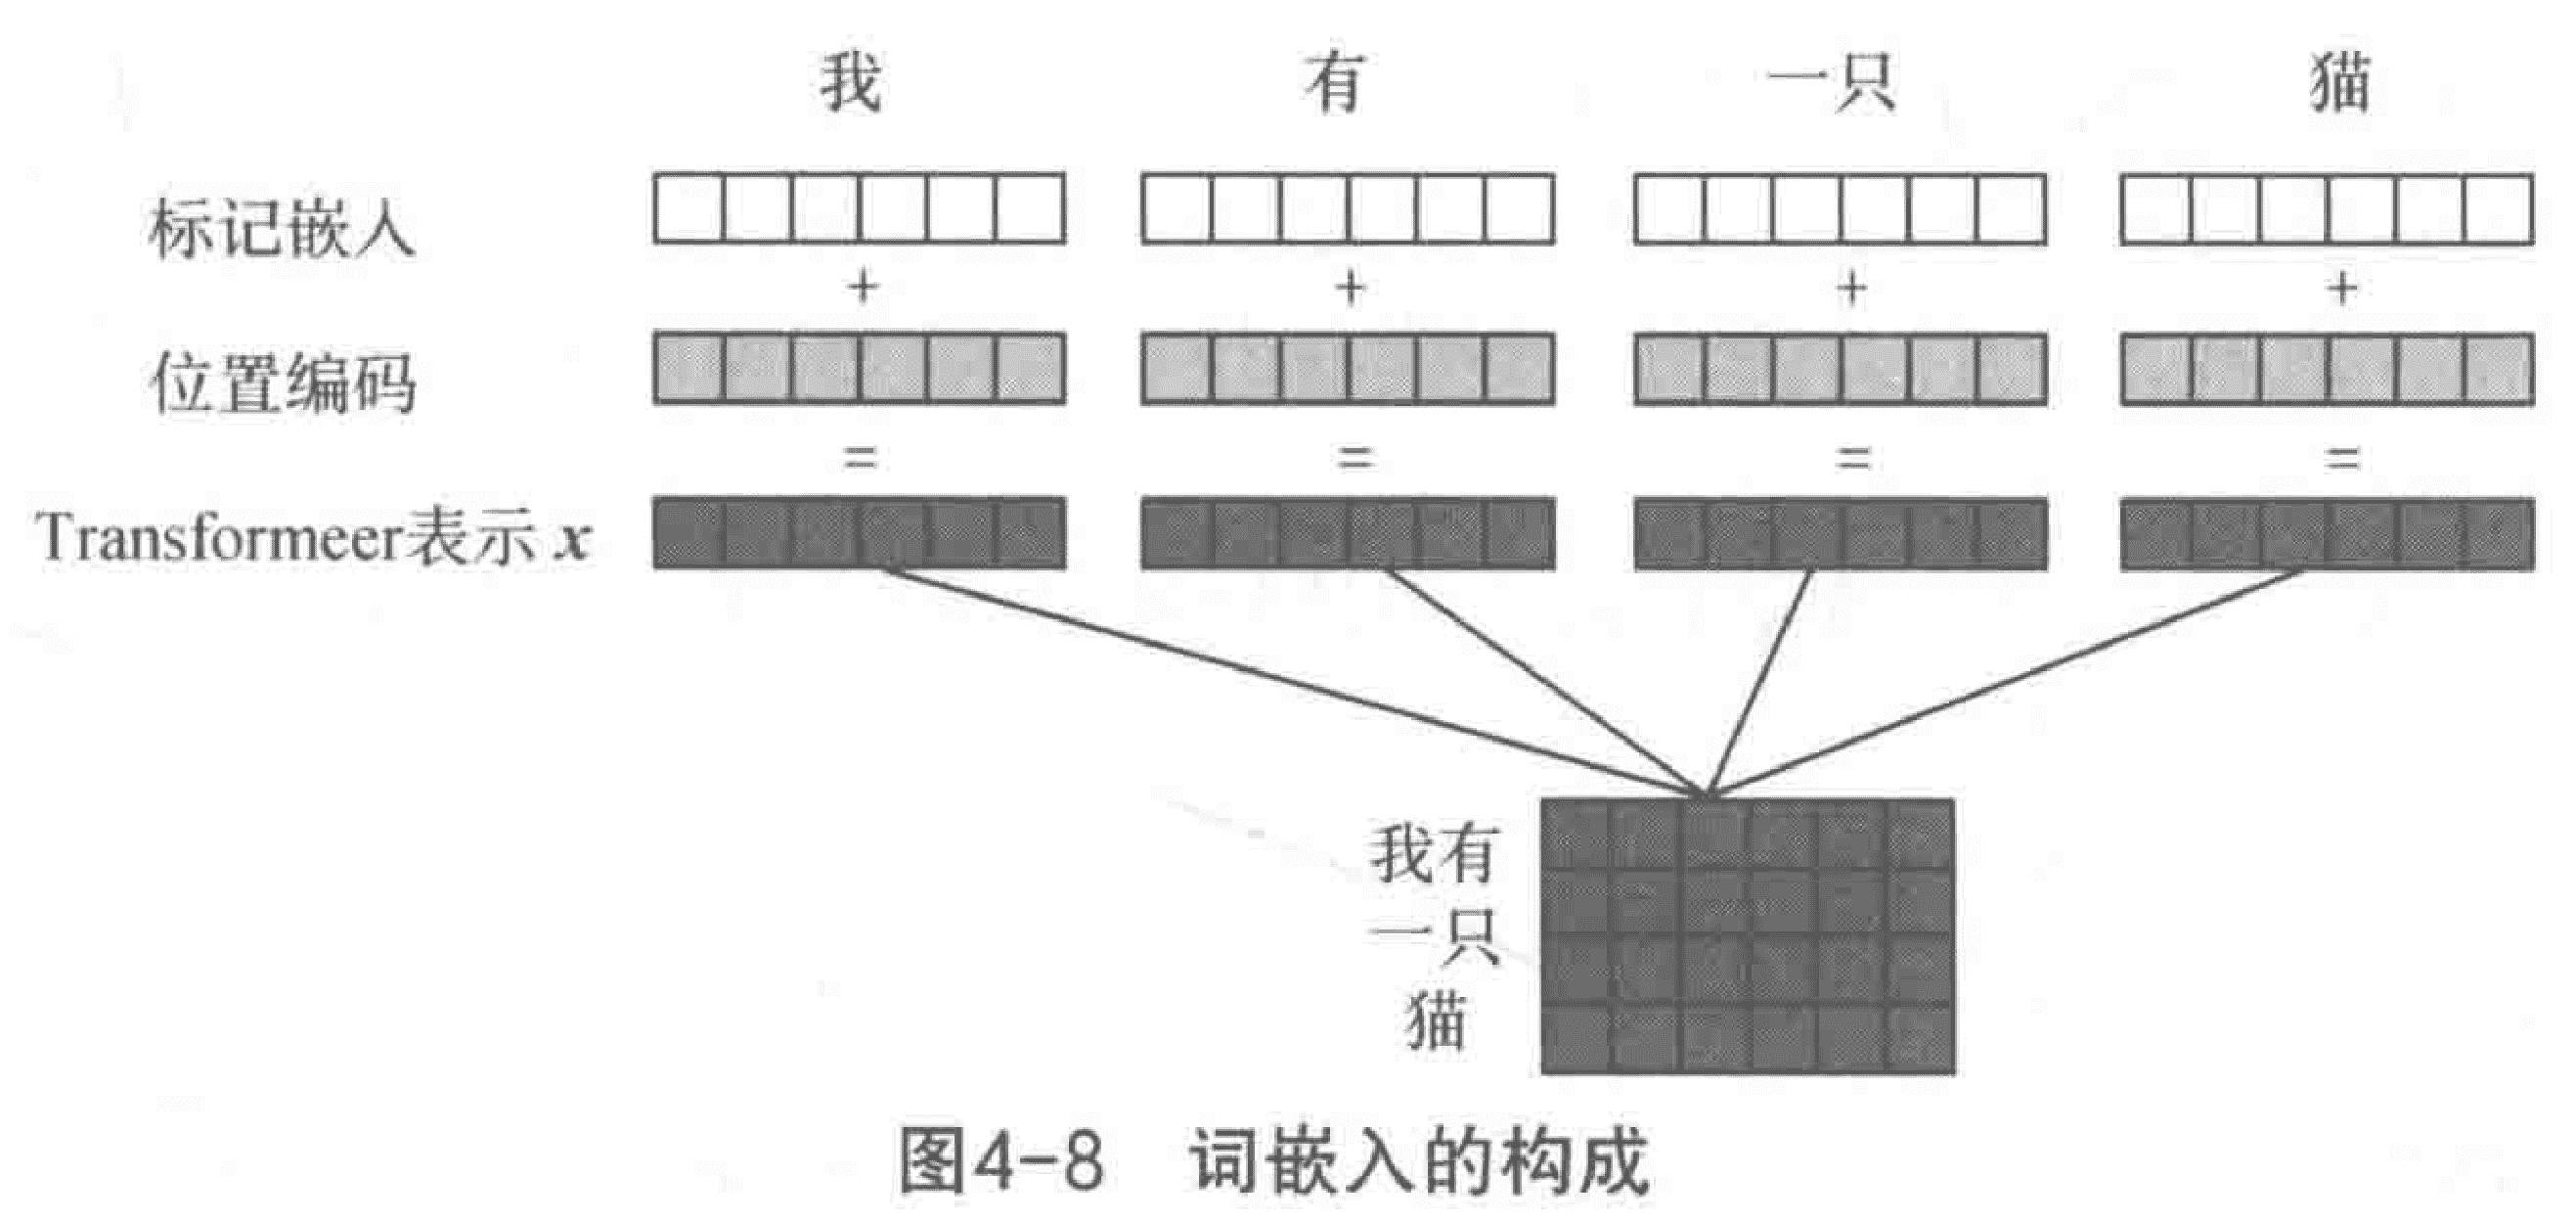 我 有 一只 猫
标记嵌入
+ + + +
位置编码
= = = =
Transformeer表示 x
我有
一只
猫
图4-8 词嵌入的构成